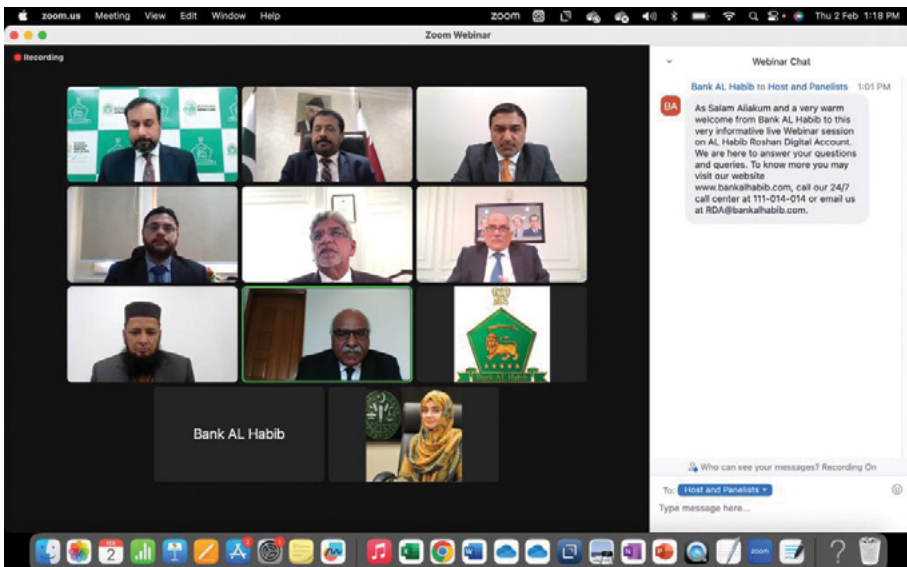 zoom.us Meeting View Edit Window Help
zoom
Thu 2 Feb 1:18 PM
Zoom Webinar
Recording
Bank AL Habib
Bank AL Habib
Webinar Chat
Bank AL Habib to Host and Panelists 1:01 PM
BA
As Salam Aliakum and a very warm
welcome from Bank AL Habib to this
very informative live Webinar session
on AL Habib Roshan Digital Account.
We are here to answer your questions
and queries. To know more you may
visit our website
www.bankalhabib.com, call our 24/7
call center at 111-014-014 or email us
at RDA@bankalhabib.com.
Who can see your messages? Recording On
To: Host and Panelists
Type message here...
FEB
2
zoom